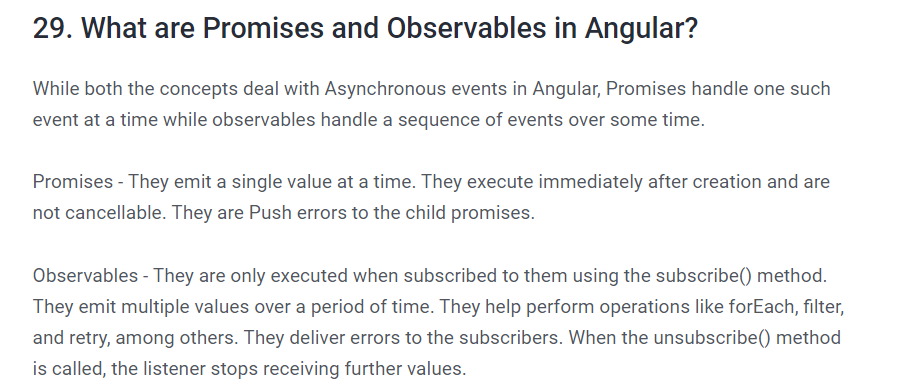 29. What are Promises and Observables in Angular?
While both the concepts deal with Asynchronous events in Angular, Promises handle one such
event at a time while observables handle a sequence of events over some time.
Promises - They emit a single value at a time. They execute immediately after creation and are
not cancellable. They are Push errors to the child promises.
Observables - They are only executed when subscribed to them using the subscribe() method.
They emit multiple values over a period of time. They help perform operations like forEach, filter,
and retry, among others. They deliver errors to the subscribers. When the unsubscribe() method
is called, the listener stops receiving further values.